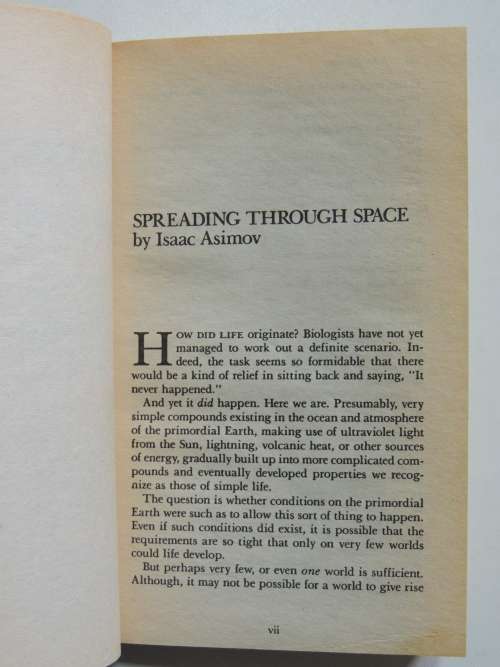 SPREADING THROUGH SPACE
by Isaac Asimov
HOW DID LIFE originate? Biologists have not yet
managed to work out a definite scenario. In-
deed, the task seems so formidable that there
would be a kind of relief in sitting back and saying, "It
never happened."
And yet it did happen. Here we are. Presumably, very
simple compounds existing in the ocean and atmosphere
of the primordial Earth, making use of ultraviolet light
from the Sun, lightning, volcanic heat, or other sources
of energy, gradually built up into more complicated com-
pounds and eventually developed properties we recog-
nize as those of simple life.
The question is whether conditions on the primordial
Earth were such as to allow this sort of thing to happen.
Even if such conditions did exist, it is possible that the
requirements are so tight that only on very few worlds
could life develop.
But perhaps very few, or even one world is sufficient.
Although, it may not be possible for a world to give rise
vii